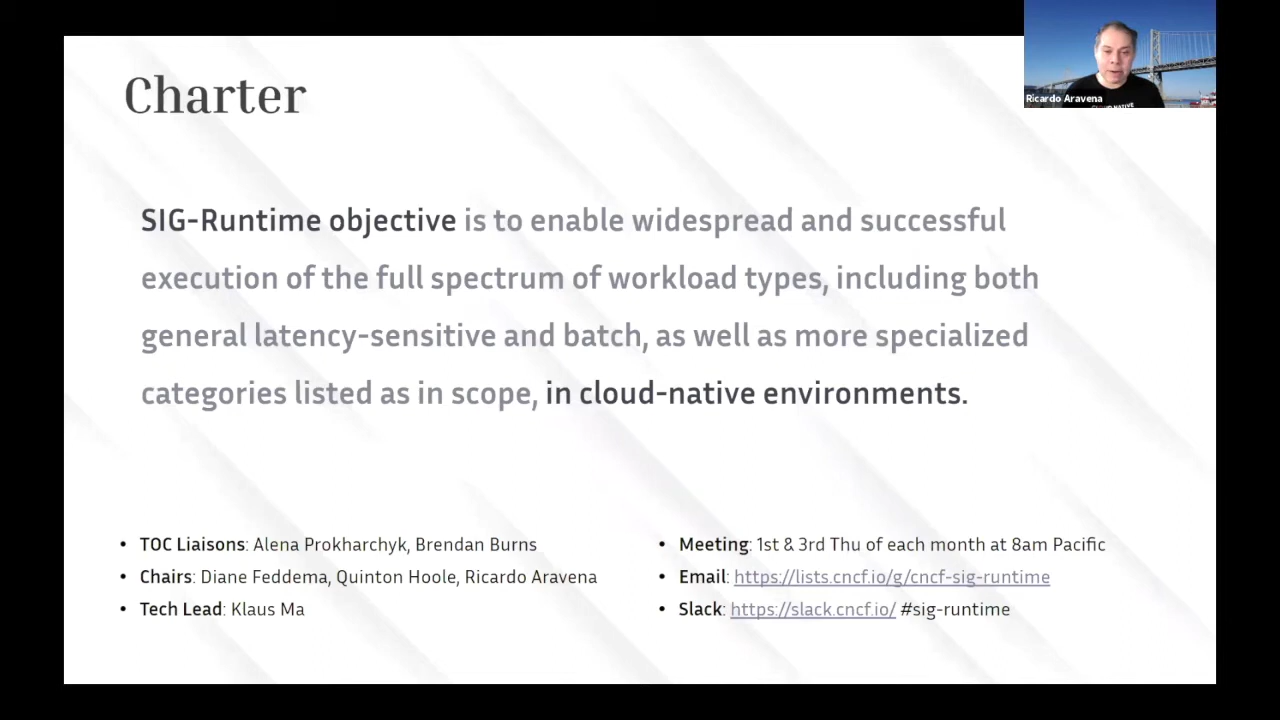 Charter
Ricardo Aravena
SIG-Runtime objective is to enable widespread and successful
execution of the full spectrum of workload types, including both
general latency-sensitive and batch, as well as more specialized
categories listed as in scope, in cloud-native environments.
• TOC Liaisons: Alena Prokharchyk, Brendan Burns
• Chairs: Diane Feddema, Quinton Hoole, Ricardo Aravena
• Tech Lead: Klaus Ma
• Meeting: 1st & 3rd Thu of each month at 8am Pacific
• Email: https://lists.cncf.io/g/cncf-sig-runtime
• Slack: https://slack.cncf.io/ #sig-runtime